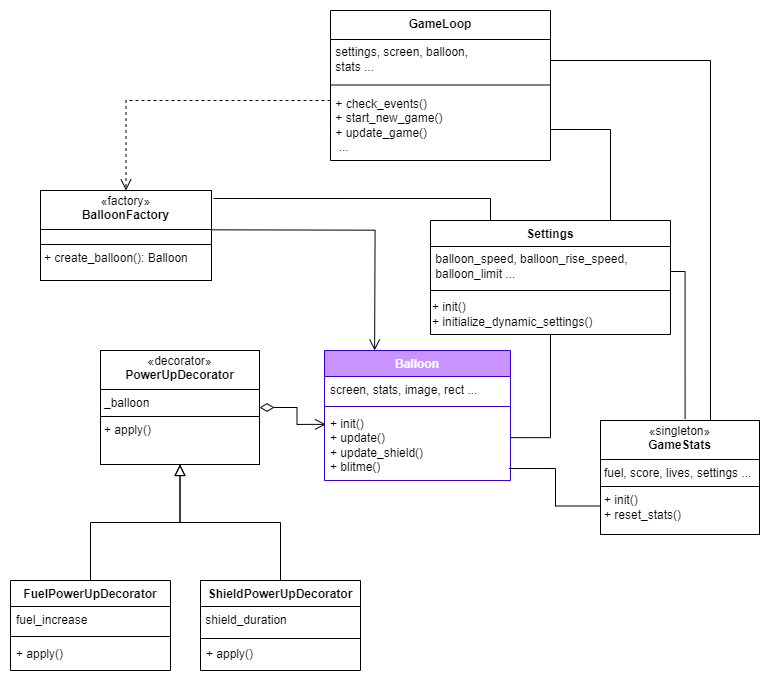 GameLoop
settings, screen, balloon,
stats ...
+ check_events()
+ start_new_game()
+ update_game()
...
«factory»
BalloonFactory
+ create_balloon(): Balloon
Settings
balloon_speed, balloon_rise_speed,
balloon_limit ...
+ init()
+ initialize_dynamic_settings()
«decorator»
PowerUpDecorator
_balloon
+ apply()
Balloon
screen, stats, image, rect ...
+ init()
+ update()
+ update_shield()
+ blitme()
«singleton»
GameStats
fuel, score, lives, settings ...
+ init()
+ reset_stats()
FuelPowerUpDecorator
fuel_increase
+ apply()
ShieldPowerUpDecorator
shield_duration
+ apply()